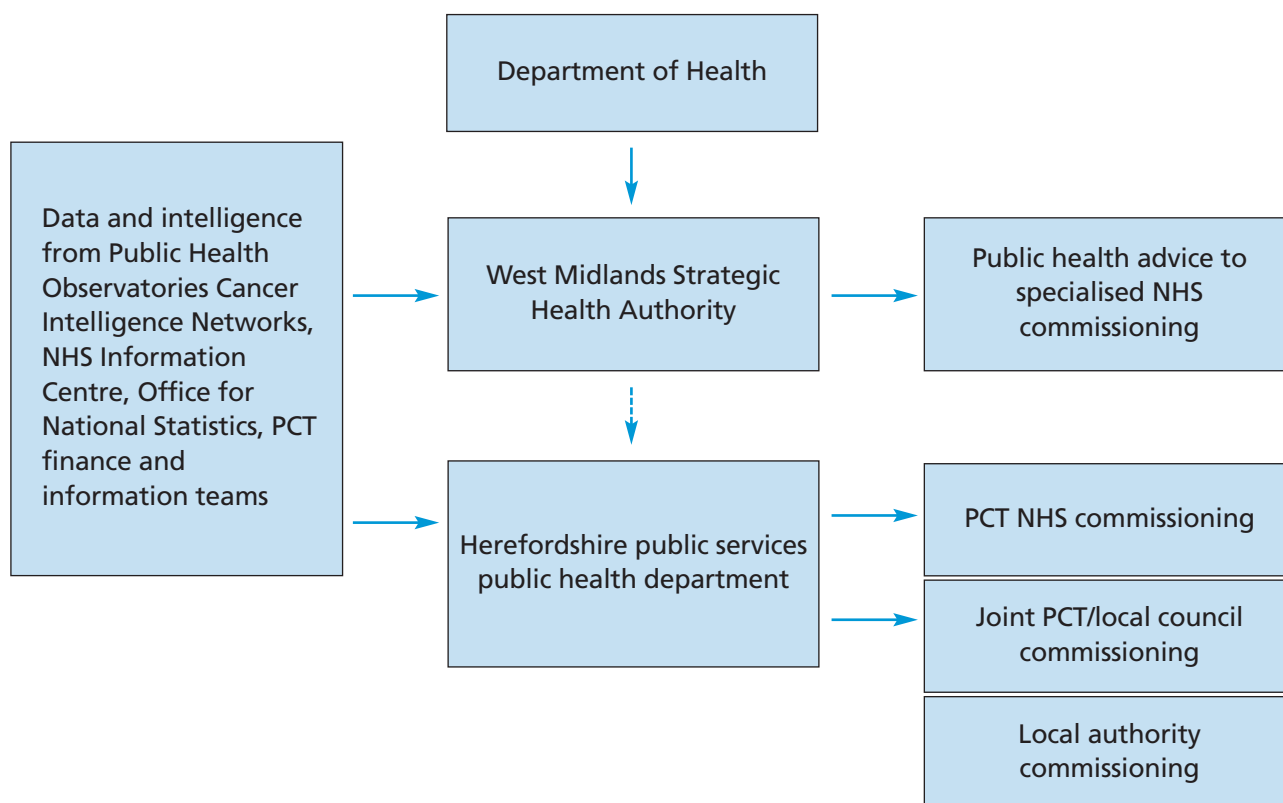 Department of Health
Data and intelligence
from Public Health
Observatories Cancer
Intelligence Networks,
NHS Information
Centre, Office for
National Statistics, PCT
finance and
information teams
West Midlands Strategic
Health Authority
Public health advice to
specialised NHS
commissioning
Herefordshire public services
public health department
PCT NHS commissioning
Joint PCT/local council
commissioning
Local authority
commissioning